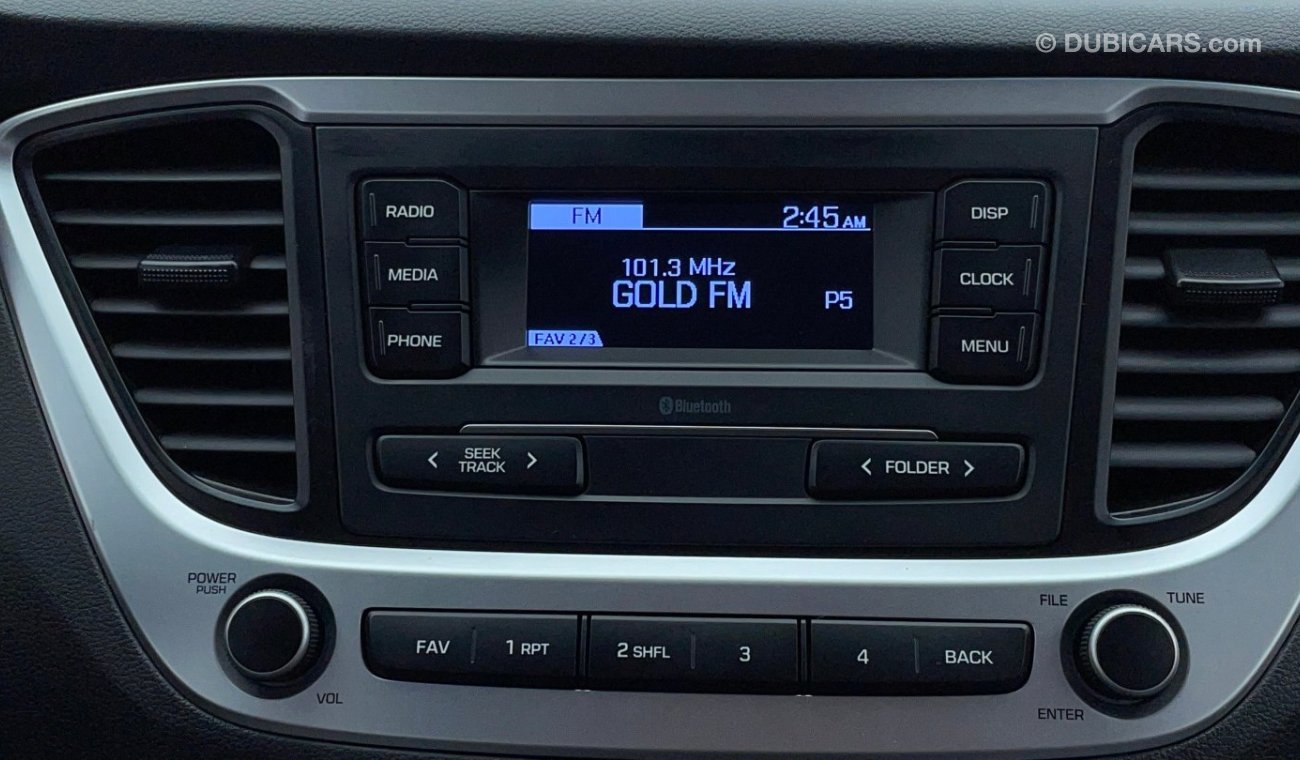 © DUBICARS.com
RADIO
MEDIA
PHONE
FM 2:45 AM
101.3 MHz
GOLD FM P5
FAV 2/3
DISP
CLOCK
MENU
Bluetooth
< SEEK TRACK >
< FOLDER >
POWER
PUSH
VOL
FAV 1 RPT 2 SHFL 3 4 BACK
FILE TUNE
ENTER